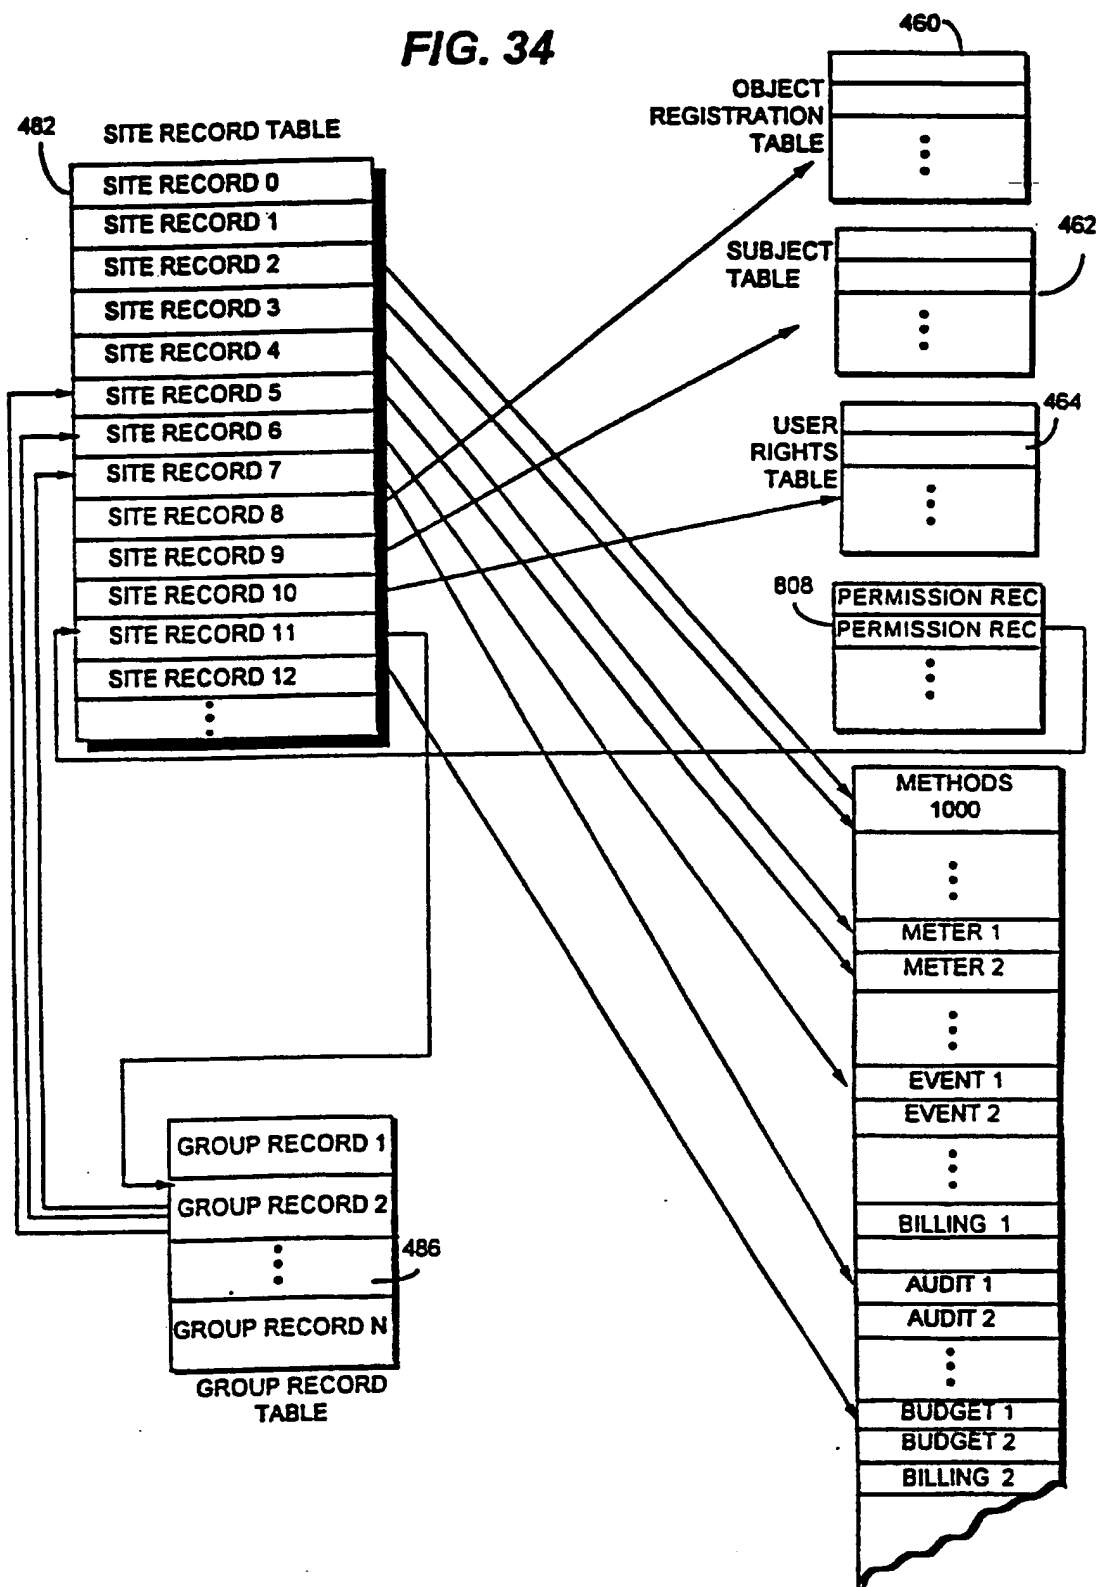 FIG. 34
460
OBJECT
REGISTRATION
TABLE
482
SITE RECORD TABLE
SITE RECORD 0
SITE RECORD 1
SITE RECORD 2
SITE RECORD 3
SITE RECORD 4
SITE RECORD 5
SITE RECORD 6
SITE RECORD 7
SITE RECORD 8
SITE RECORD 9
SITE RECORD 10
SITE RECORD 11
SITE RECORD 12
SUBJECT
TABLE
462
USER
RIGHTS
TABLE
464
808
PERMISSION REC
PERMISSION REC
METHODS
1000
METER 1
METER 2
EVENT 1
EVENT 2
BILLING 1
AUDIT 1
AUDIT 2
BUDGET 1
BUDGET 2
BILLING 2
GROUP RECORD 1
GROUP RECORD 2
486
GROUP RECORD N
GROUP RECORD
TABLE